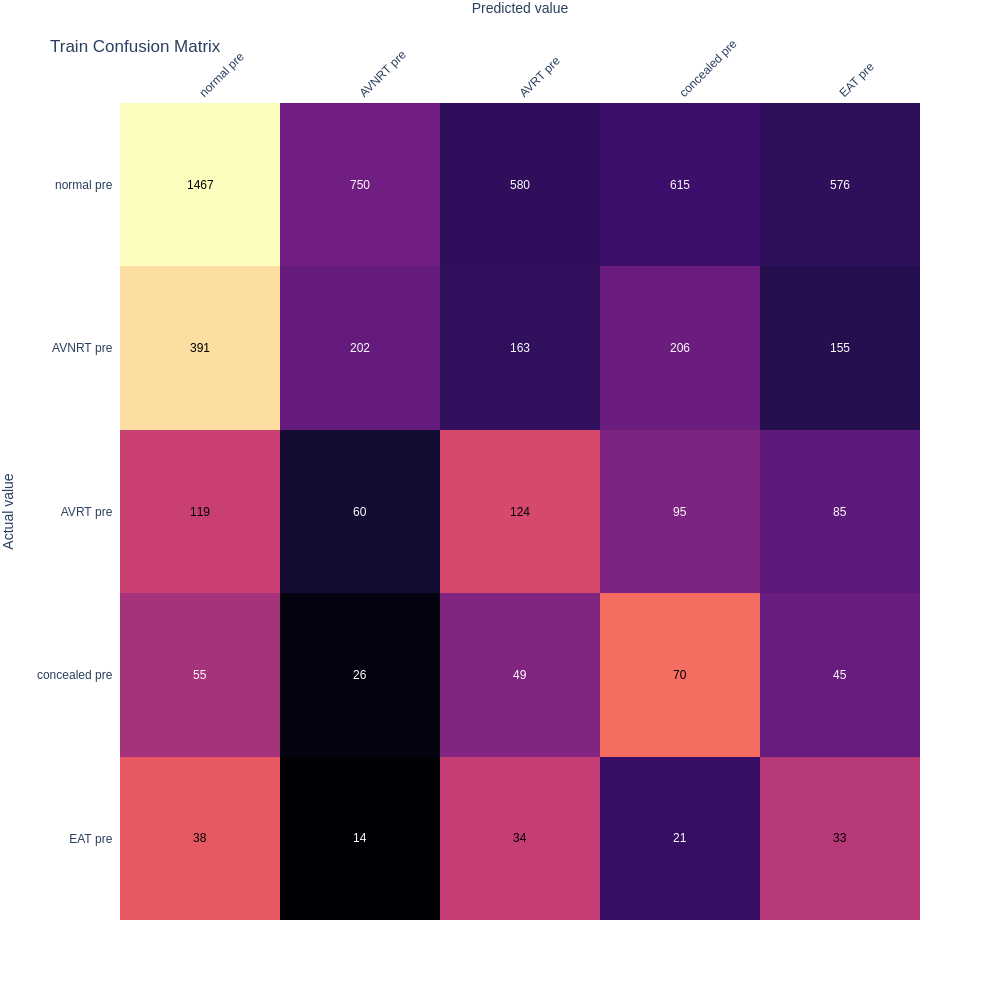 Predicted value
Train Confusion Matrix
normal pre AVNRT pre AVRT pre concealed pre EAT pre
normal pre 1467 750 580 615 576
AVNRT pre 391 202 163 206 155
AVRT pre 119 60 124 95 85
Actual value
concealed pre 55 26 49 70 45
EAT pre 38 14 34 21 33